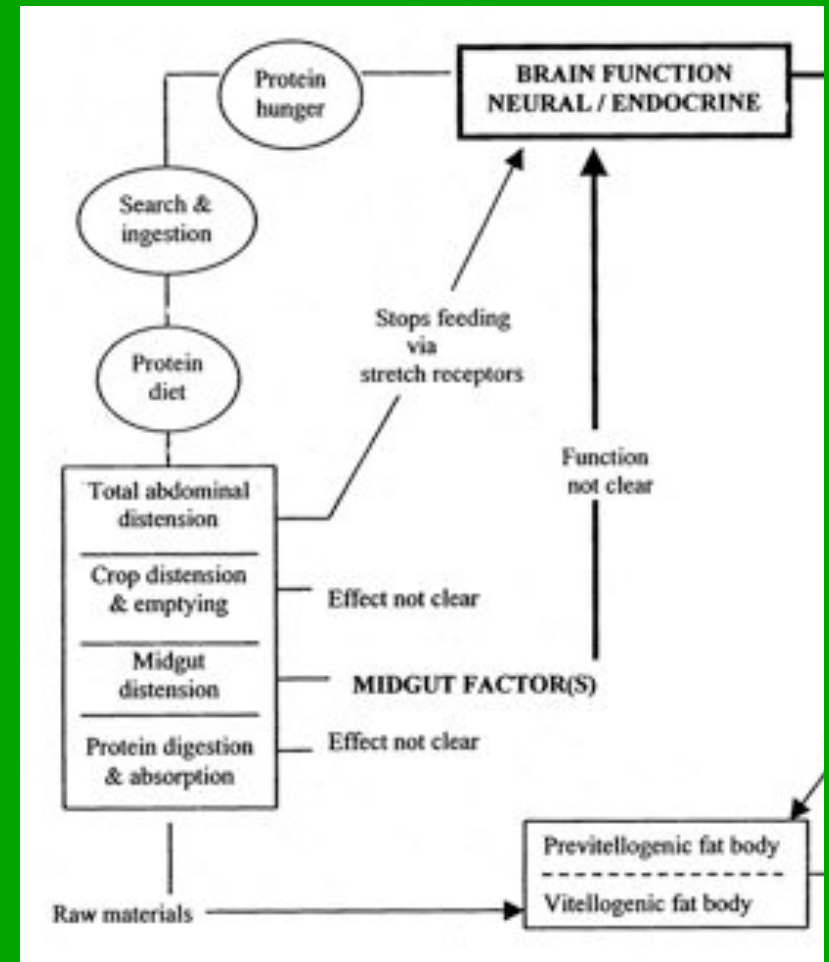 Protein
hunger
BRAIN FUNCTION
NEURAL / ENDOCRINE
Search &
ingestion
Stops feeding
via
stretch receptors
Protein
diet
Function
not clear
Total abdominal
distension
Crop distension
& emptying
Effect not clear
Midgut
distension
MIDGUT FACTOR(S)
Protein digestion
& absorption
Effect not clear
Previtellogenic fat body
Vitellogenic fat body
Raw materials